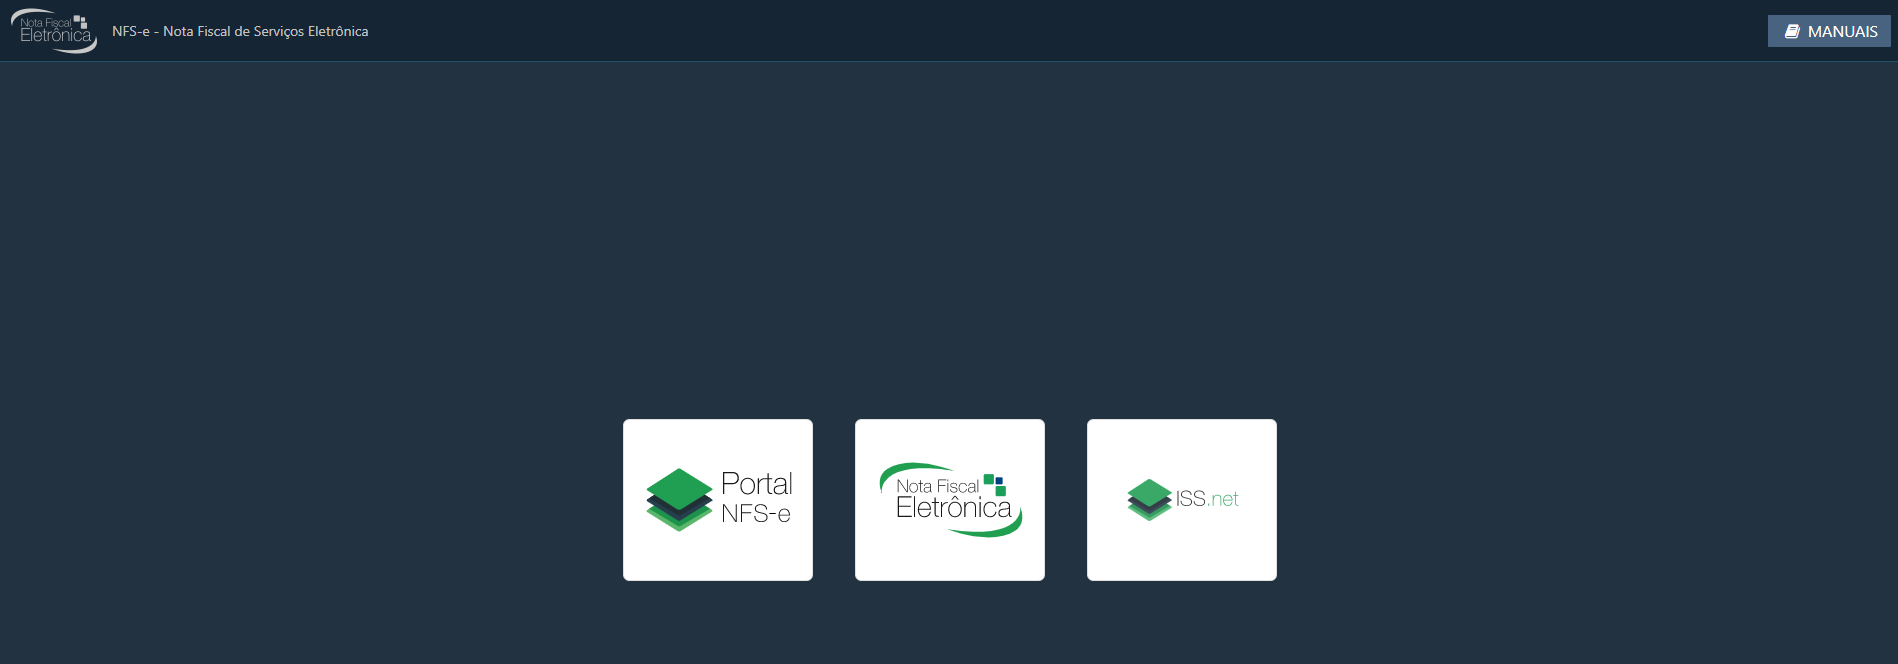 Nota Fiscal
Eletrônica
NFS-e - Nota Fiscal de Serviços Eletrônica
MANUAIS
Portal
NFS-e
Nota Fiscal
Eletrônica
ISS.net